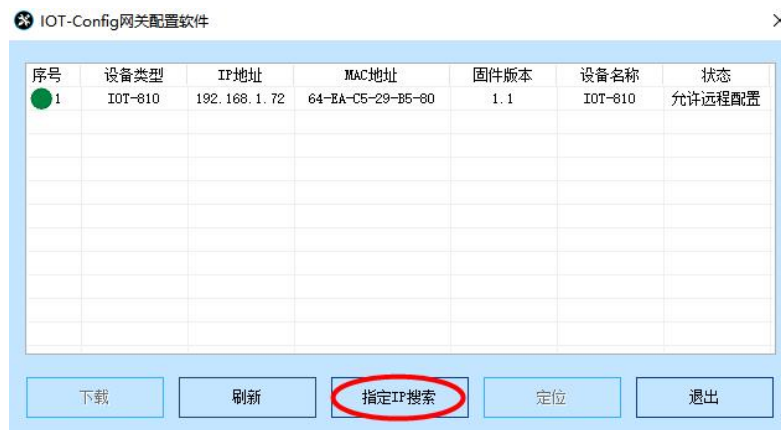 IOT-Config网关配置软件
序号 设备类型 IP地址 MAC地址 固件版本 设备名称 状态
1 IOT-810 192.168.1.72 64-EA-C5-29-B5-80 1.1 IOT-810 允许远程配置
下载 刷新 指定IP搜索 定位 退出